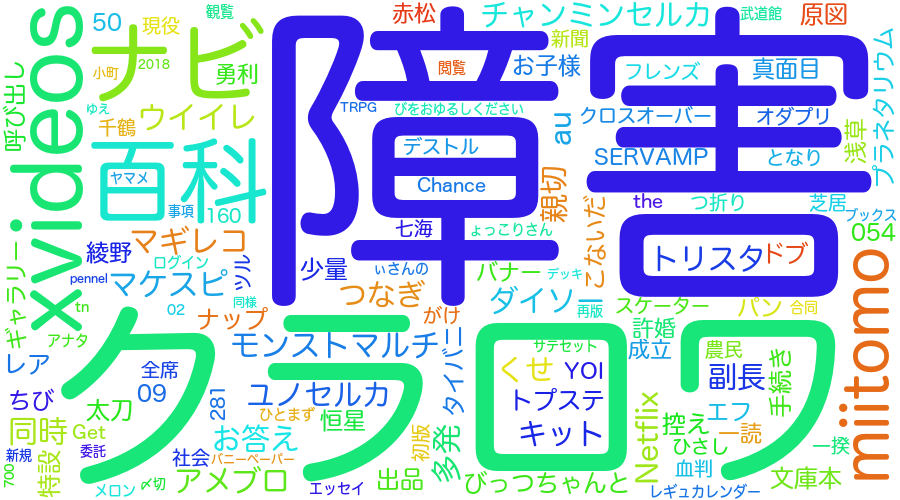 障害
クラロワ
xvideos
百科
ナビ
miitomo
赤松
チャンミンセルカ
武道館
原図
観覧
50
現役
新聞
小町
2018
勇利
閲覧
お子様
フレンズ
真面目
呼び出し
ゆえ
千鶴
ウイイレ
TRPG
びをおゆるしください
au
クロスオーバー
オダプリ
浅草
プラネタリウム
デストル
SERVAMP
となり
ヤマメ
Chance
親切
事項
160
七海
ょっこりさん
こないだ
the
つ折り
芝居
ブックス
054
綾野
マギレコ
ログイン
ツル
少量
ぃさんの
バナー
デッキ
トリスタ
ドブ
ギャラリー
pennel
マケスピ
つなぎ
ダイソー
再版
スケーター
パン
合同
tn
02
同様
ナップ
がけ
アナタ
モンストマルチ
タイバニ
サテセット
許婚
成立
農民
レア
全席
09
ユノセルカ
くせ
YOI
副長
手続き
ちび
太刀
281
ひとまず
恒星
トプステ
Netflix
控え
エフ
一読
同時
Get
お答え
初版
多発
キット
ひさし
一揆
新規
委託
社会
バニーペーパー
700
特設
メロン
〆切
アメブロ
エッセイ
出品
びっつちゃんと
血判
文庫本
レギュカレンダー